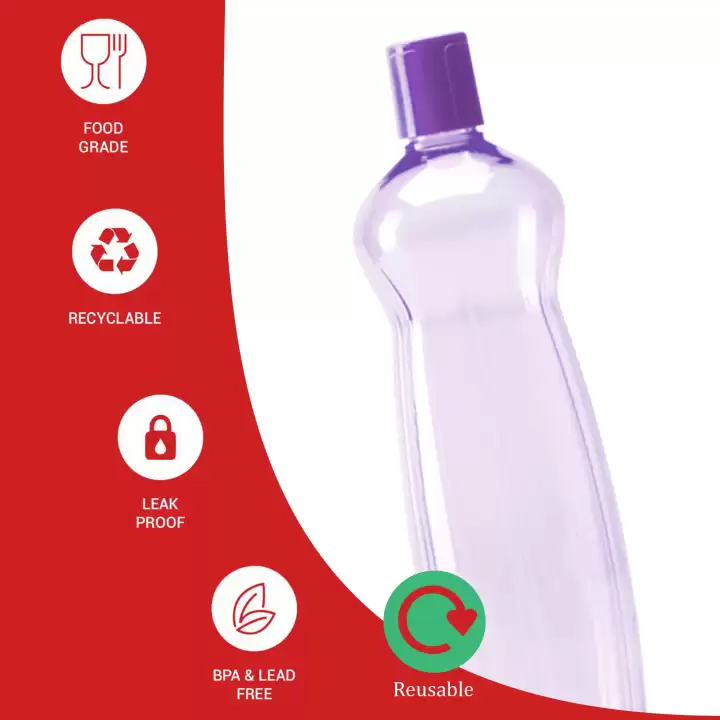 FOOD
GRADE
RECYCLABLE
LEAK
PROOF
BPA & LEAD
FREE
Reusable